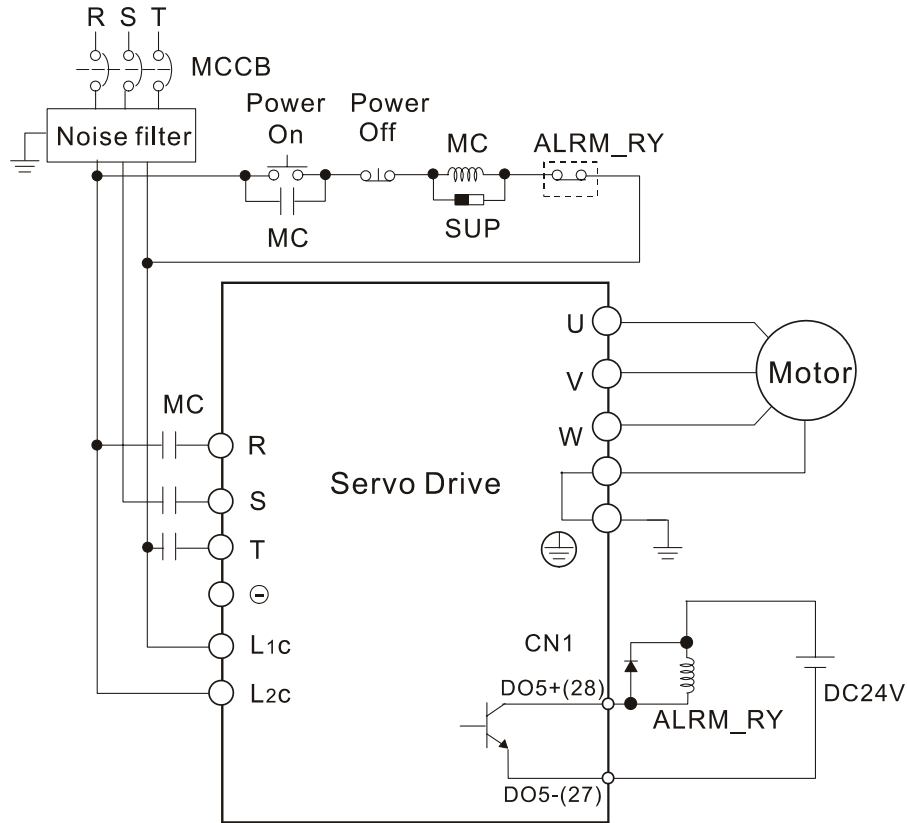 R S T
MCCB
Noise filter
Power On
Power Off
MC
ALRM_RY
MC
SUP
MC
R
S
T
⊖
L1C
L2C
Servo Drive
U
V
W
Motor
CN1
DO5+(28)
DO5-(27)
ALRM_RY
DC24V